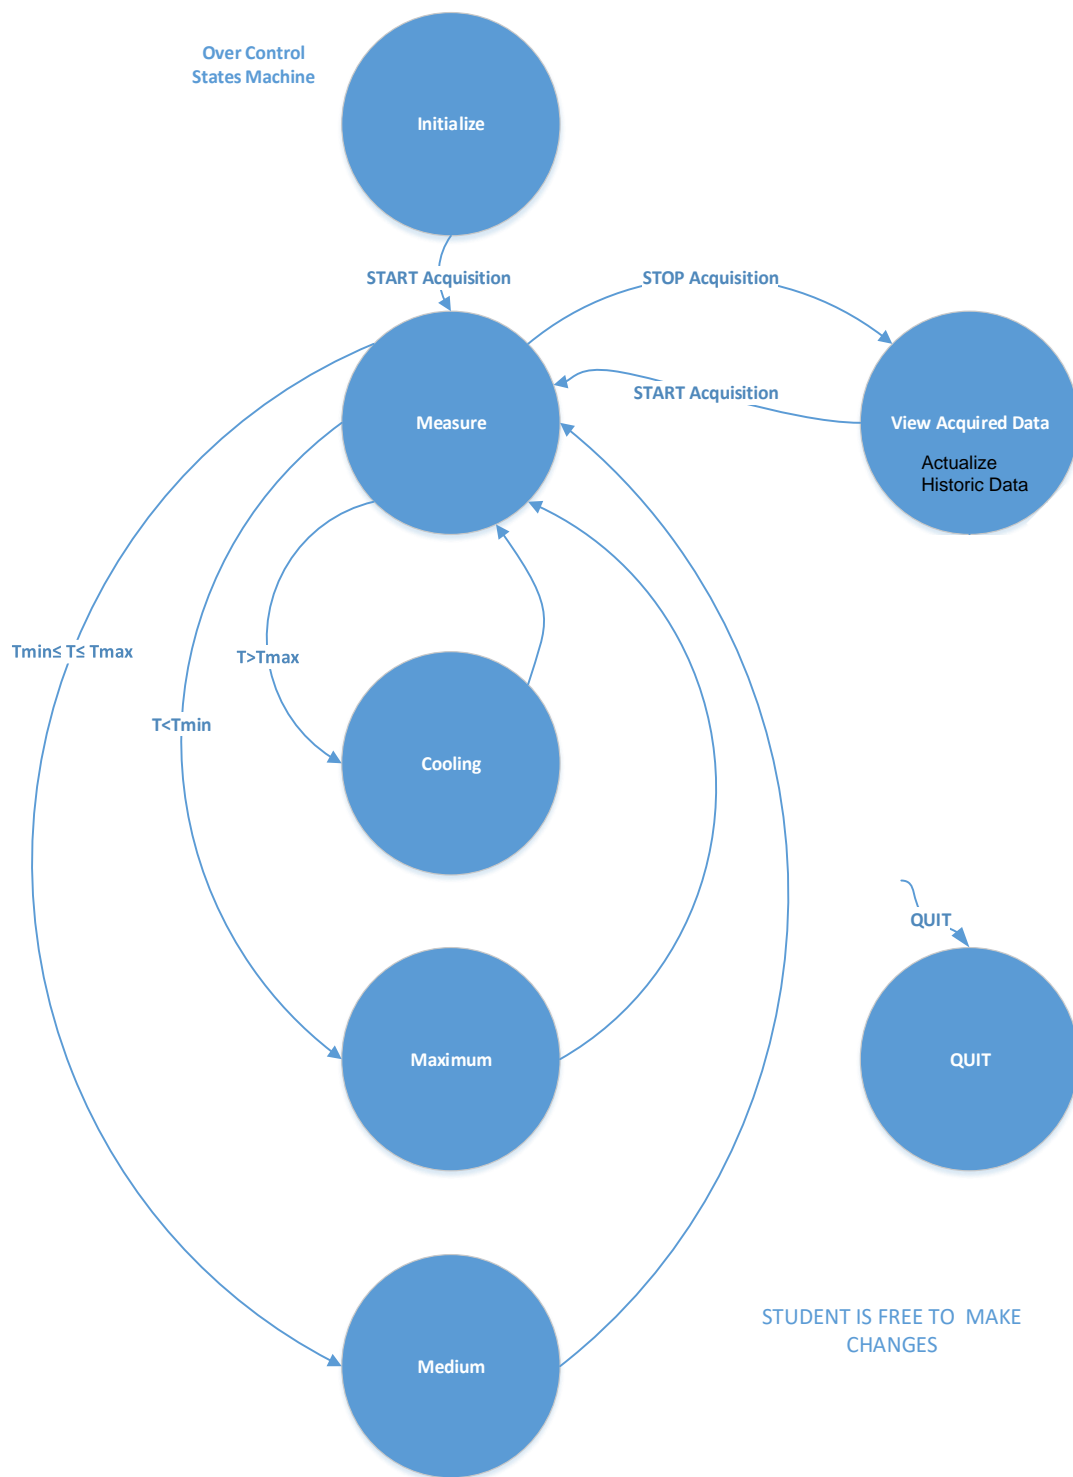 Over Control
States Machine
Initialize
START Acquisition
STOP Acquisition
START Acquisition
Measure
View Acquired Data
Actualize
Historic Data
Tmin≤ T≤ Tmax
T>Tmax
T<Tmin
Cooling
QUIT
Maximum
QUIT
STUDENT IS FREE TO MAKE
CHANGES
Medium